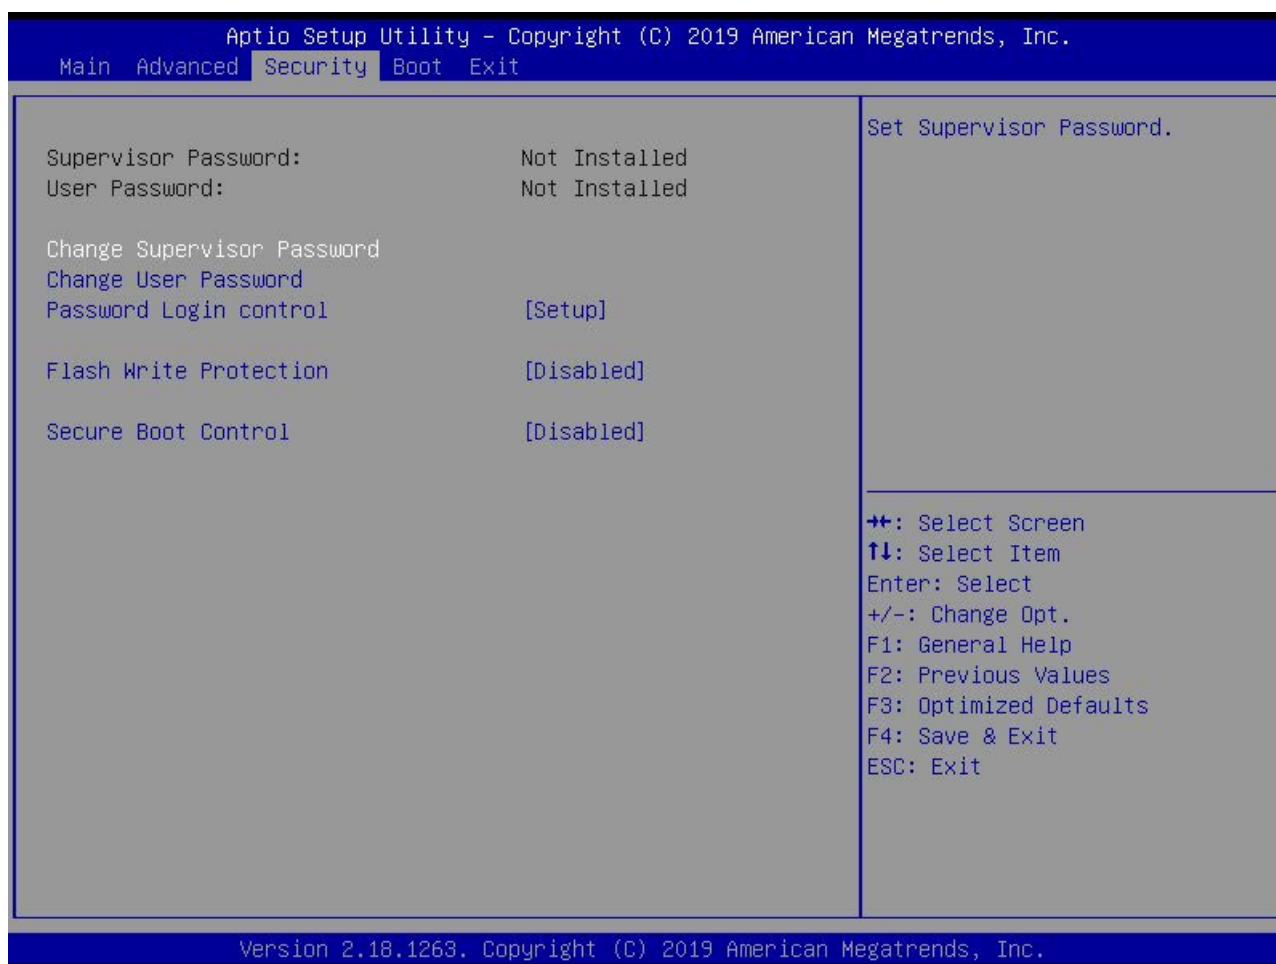 Aptio Setup Utility – Copyright (C) 2019 American Megatrends, Inc.
Main Advanced Security Boot Exit
Supervisor Password: Not Installed
User Password: Not Installed
Change Supervisor Password
Change User Password
Password Login control [Setup]
Flash Write Protection [Disabled]
Secure Boot Control [Disabled]
Set Supervisor Password.
→←: Select Screen
↑↓: Select Item
Enter: Select
+/-: Change Opt.
F1: General Help
F2: Previous Values
F3: Optimized Defaults
F4: Save & Exit
ESC: Exit
Version 2.18.1263. Copyright (C) 2019 American Megatrends, Inc.